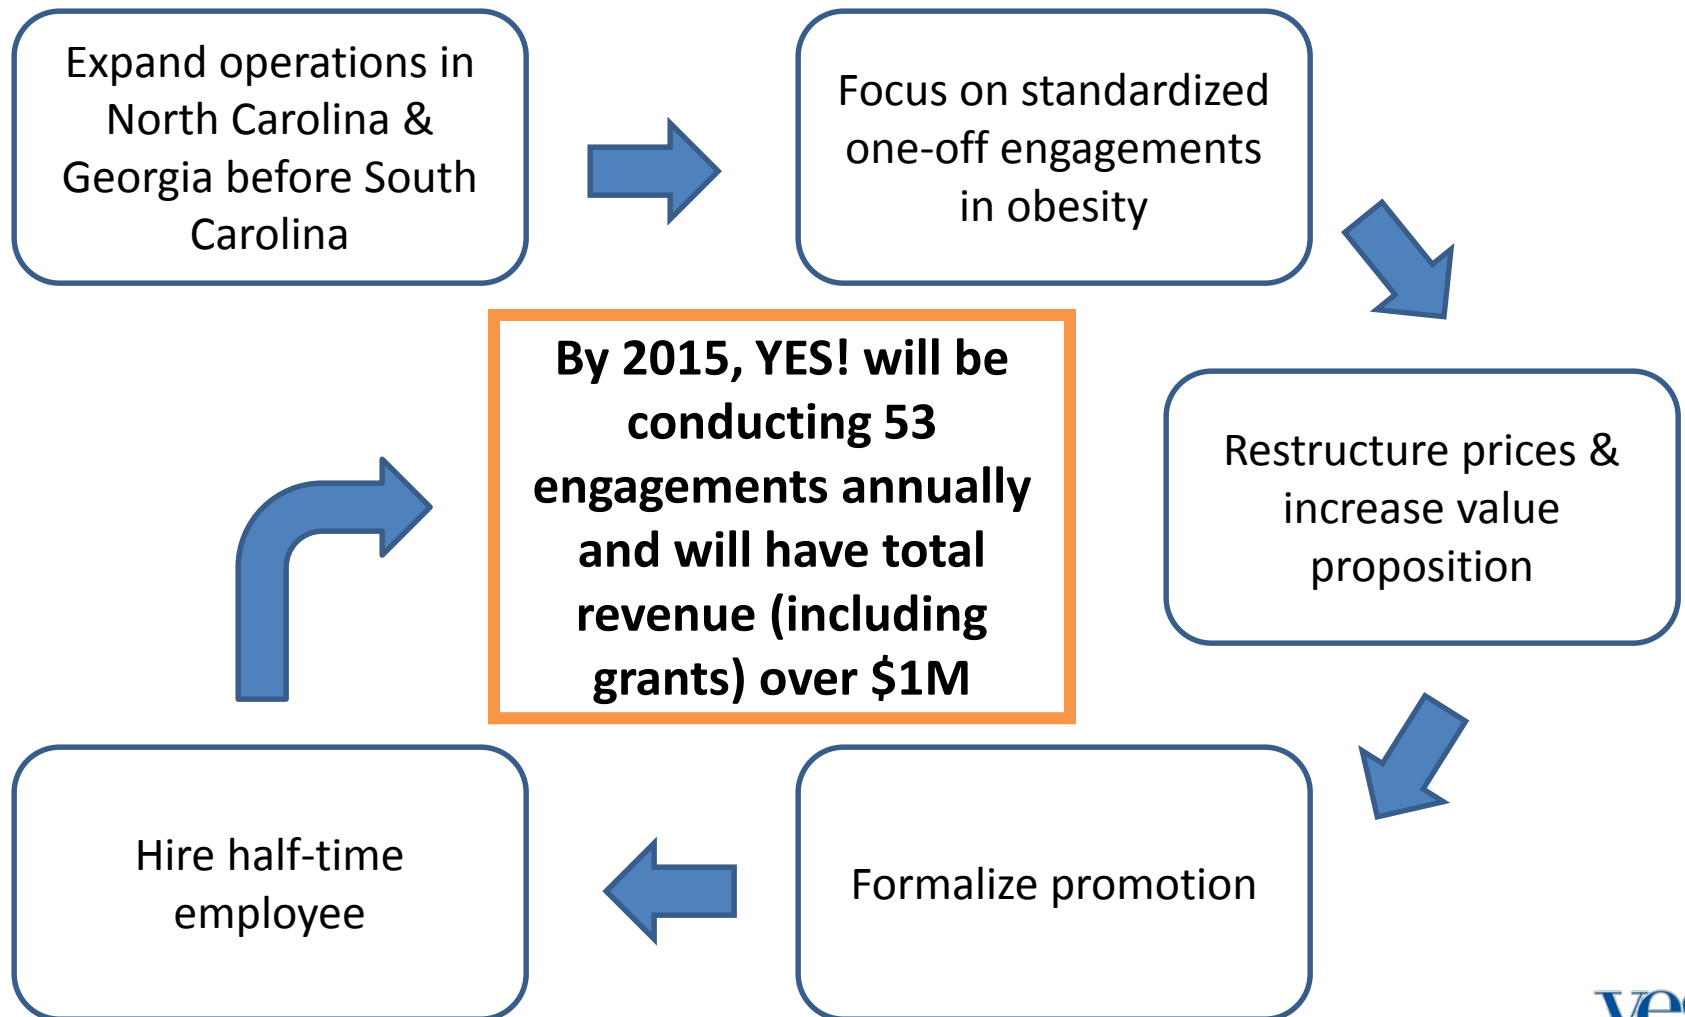 Expand operations in
North Carolina &
Georgia before South
Carolina
Focus on standardized
one-off engagements
in obesity
Restructure prices &
increase value
proposition
Formalize promotion
Hire half-time
employee
By 2015, YES! will be
conducting 53
engagements annually
and will have total
revenue (including
grants) over $1M